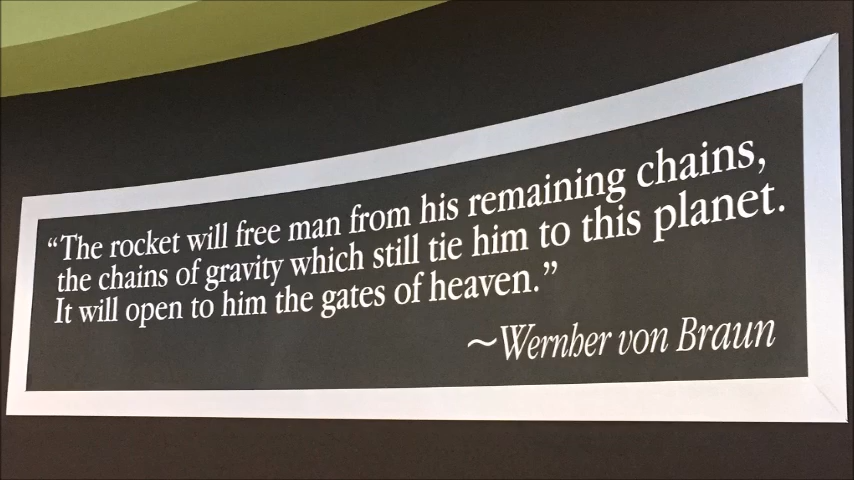 “The rocket will free man from his remaining chains,
the chains of gravity which still tie him to this planet.
It will open to him the gates of heaven.”
~Wernher von Braun